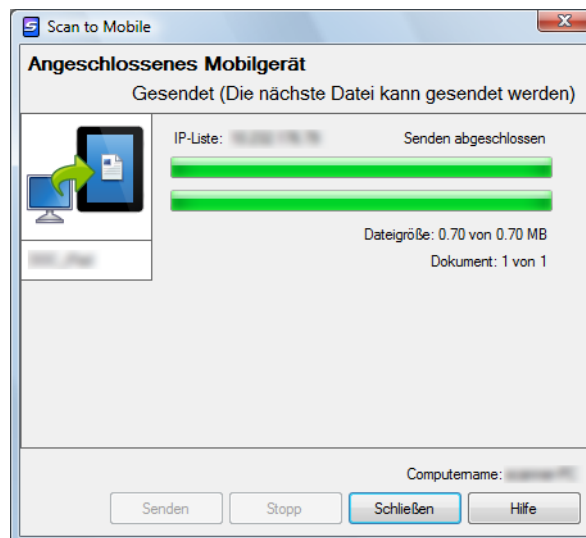 Scan to Mobile
Angeschlossenes Mobilgerät
Gesendet (Die nächste Datei kann gesendet werden)
IP-Liste: Senden abgeschlossen
Dateigröße: 0.70 von 0.70 MB
Dokument: 1 von 1
Computername:
Senden Stopp Schließen Hilfe